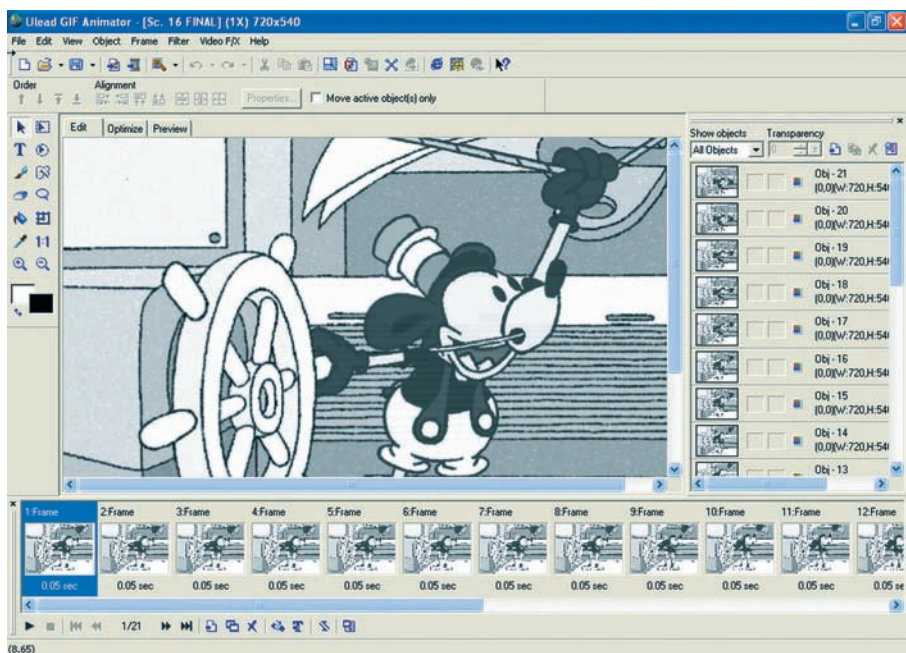 Ulead GIF Animator - [Sc. 16 FINAL] (1X) 720x540
File Edit View Object Frame Filter Video F/X Help
Order Alignment
Properties... Move active object(s) only
Edit Optimize Preview
Show objects Transparency
All Objects 0
Obj - 21
(0,0)(W:720,H:54
Obj - 20
(0,0)(W:720,H:54
Obj - 19
(0,0)(W:720,H:54
Obj - 18
(0,0)(W:720,H:54
Obj - 17
(0,0)(W:720,H:54
Obj - 16
(0,0)(W:720,H:54
Obj - 15
(0,0)(W:720,H:54
Obj - 14
(0,0)(W:720,H:54
Obj - 13
T
1:1
1:Frame 2:Frame 3:Frame 4:Frame 5:Frame 6:Frame 7:Frame 8:Frame 9:Frame 10:Frame 11:Frame 12:Frame
0.05 sec 0.05 sec 0.05 sec 0.05 sec 0.05 sec 0.05 sec 0.05 sec 0.05 sec 0.05 sec 0.05 sec 0.05 sec 0.05 se
1/21
(8,65)